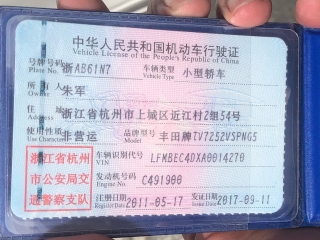 中华人民共和国机动车行驶证
Vehicle License of the People's Republic of China
号牌号码 浙AB61N7 车辆类型 小型轿车
Plate No. Vehicle Type
所有人 朱军
Owner
住址 浙江省杭州市上城区近江村2组54号
使用性质 非营运 品牌型号 丰田牌TV7252VSPNG5
浙江省杭州市公安局交通警察支队
车辆识别代号 LFMBEC4DXA0014270
发动机号码 C491900
Engine No.
注册日期 2011-05-17 发证日期 2017-09-11
Register Date Issue Date